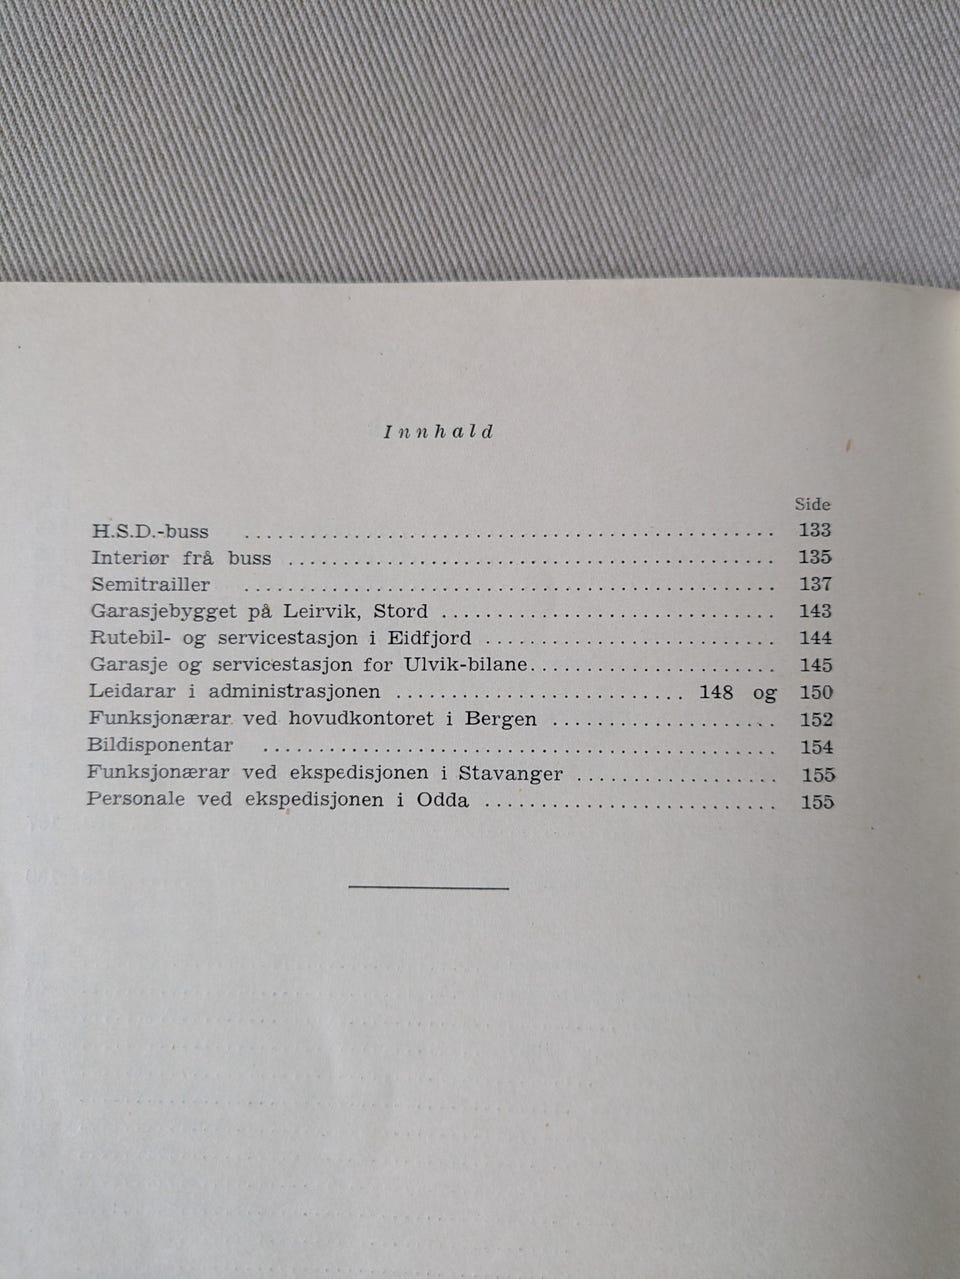 Innhald
Side
H.S.D.-buss ................................................ 133
Interiør frå buss ............................................ 135
Semitrailler ................................................ 137
Garasjebygget på Leirvik, Stord .............................. 143
Rutebil- og servicestasjon i Eidfjord .......................... 144
Garasje og servicestasjon for Ulvik-bilane...................... 145
Leidarar i administrasjonen .......................... 148 og 150
Funksjonærar ved hovudkontoret i Bergen .................... 152
Bildisponentar .............................................. 154
Funksjonærar ved ekspedisjonen i Stavanger .................. 155
Personale ved ekspedisjonen i Odda .......................... 155